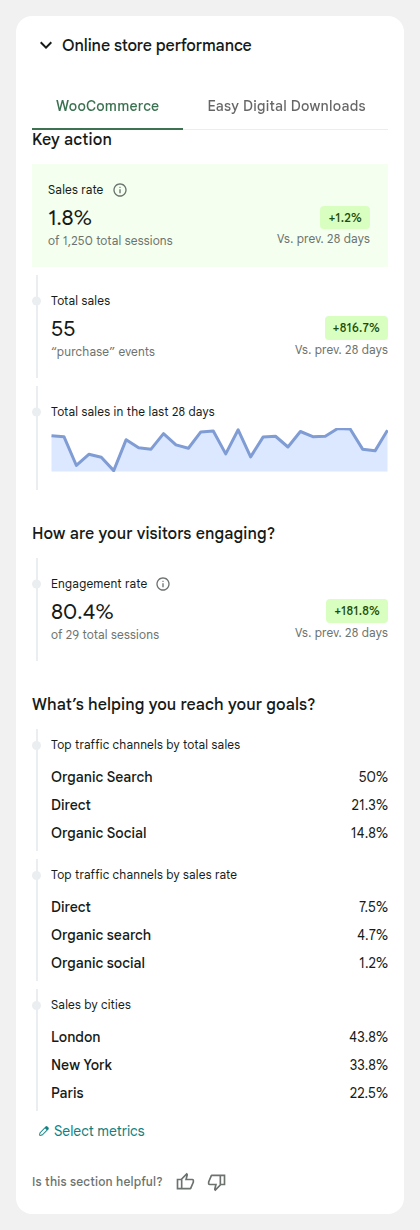 Online store performance
WooCommerce Easy Digital Downloads
Key action
Sales rate
1.8% +1.2%
of 1,250 total sessions Vs. prev. 28 days
Total sales
55 +816.7%
“purchase” events Vs. prev. 28 days
Total sales in the last 28 days
How are your visitors engaging?
Engagement rate
80.4% +181.8%
of 29 total sessions Vs. prev. 28 days
What’s helping you reach your goals?
Top traffic channels by total sales
Organic Search 50%
Direct 21.3%
Organic Social 14.8%
Top traffic channels by sales rate
Direct 7.5%
Organic search 4.7%
Organic social 1.2%
Sales by cities
London 43.8%
New York 33.8%
Paris 22.5%
Select metrics
Is this section helpful?